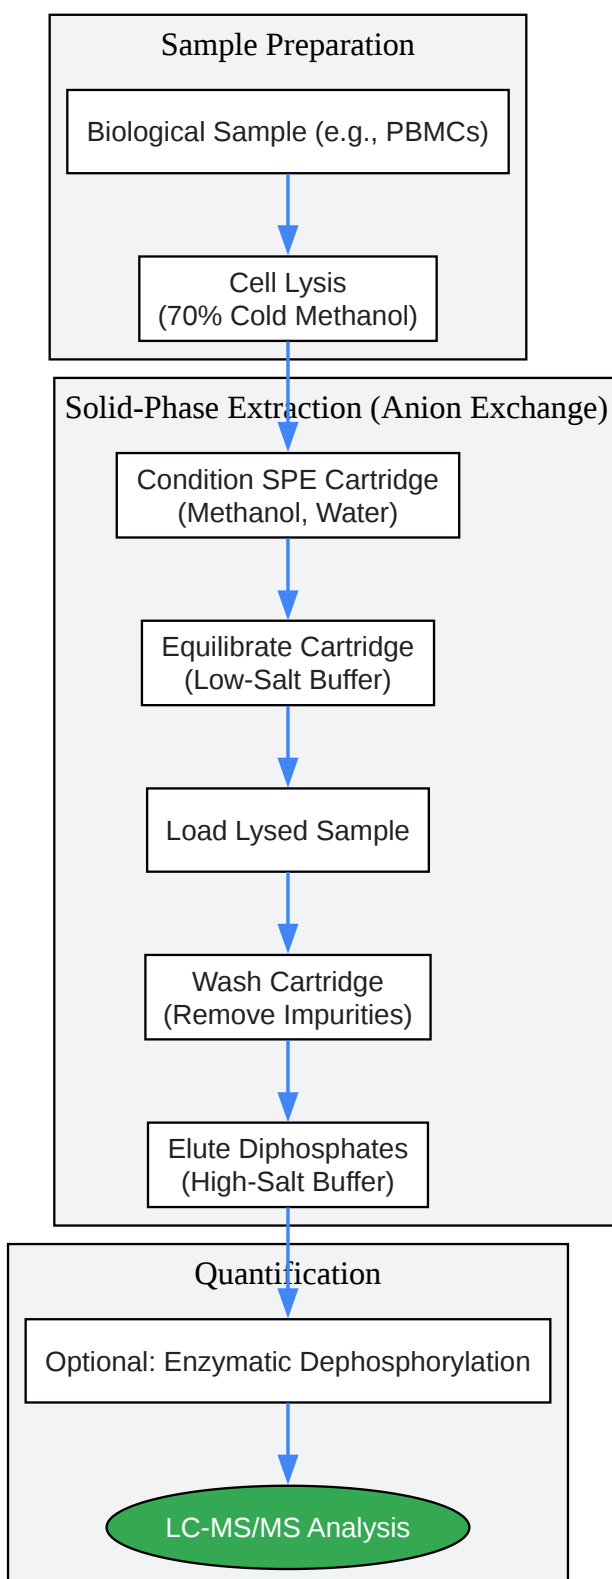 Sample Preparation
Biological Sample (e.g., PBMCs)
Cell Lysis
(70% Cold Methanol)
Solid-Phase Extraction (Anion Exchange)
Condition SPE Cartridge
(Methanol, Water)
Equilibrate Cartridge
(Low-Salt Buffer)
Load Lysed Sample
Wash Cartridge
(Remove Impurities)
Elute Diphosphates
(High-Salt Buffer)
Quantification
Optional: Enzymatic Dephosphorylation
LC-MS/MS Analysis